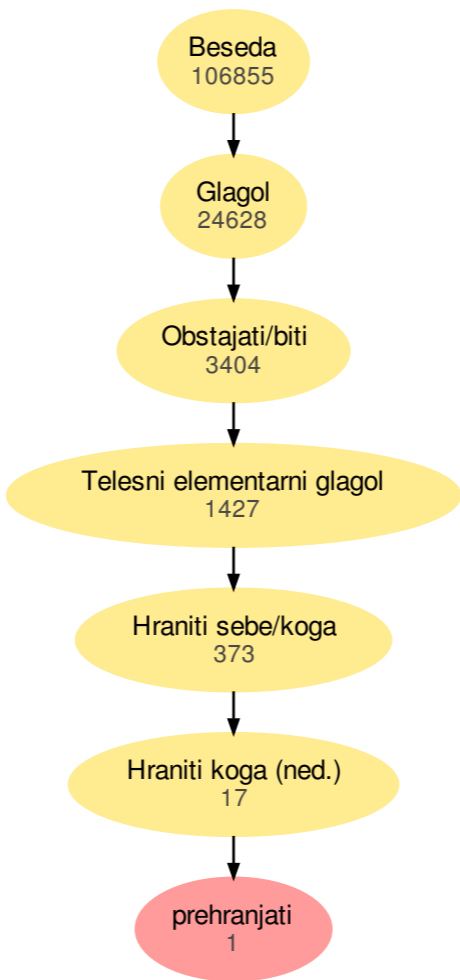 Beseda
106855
Glagol
24628
Obstajati/biti
3404
Telesni elementarni glagol
1427
Hraniti sebe/koga
373
Hraniti koga (ned.)
17
prehranjati
1